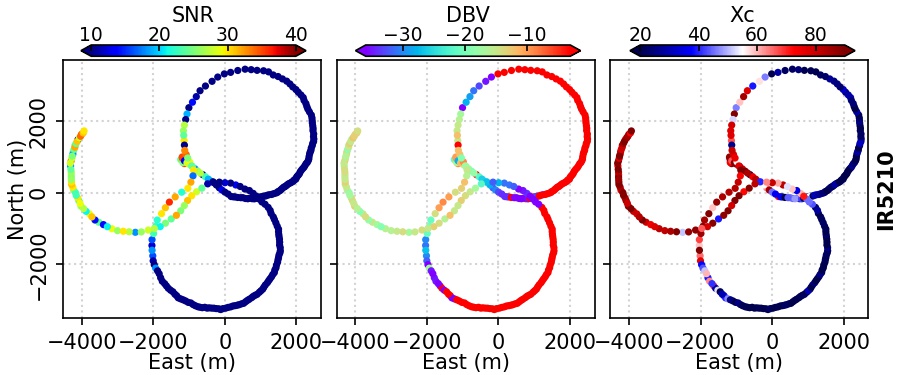 SNR DBV Xc
10 20 30 40 −30 −20 −10 20 40 60 80
2000
0
−2000
North (m)
IR5210
−4000 −2000 0 2000 −4000 −2000 0 2000 −4000 −2000 0 2000
East (m) East (m) East (m)